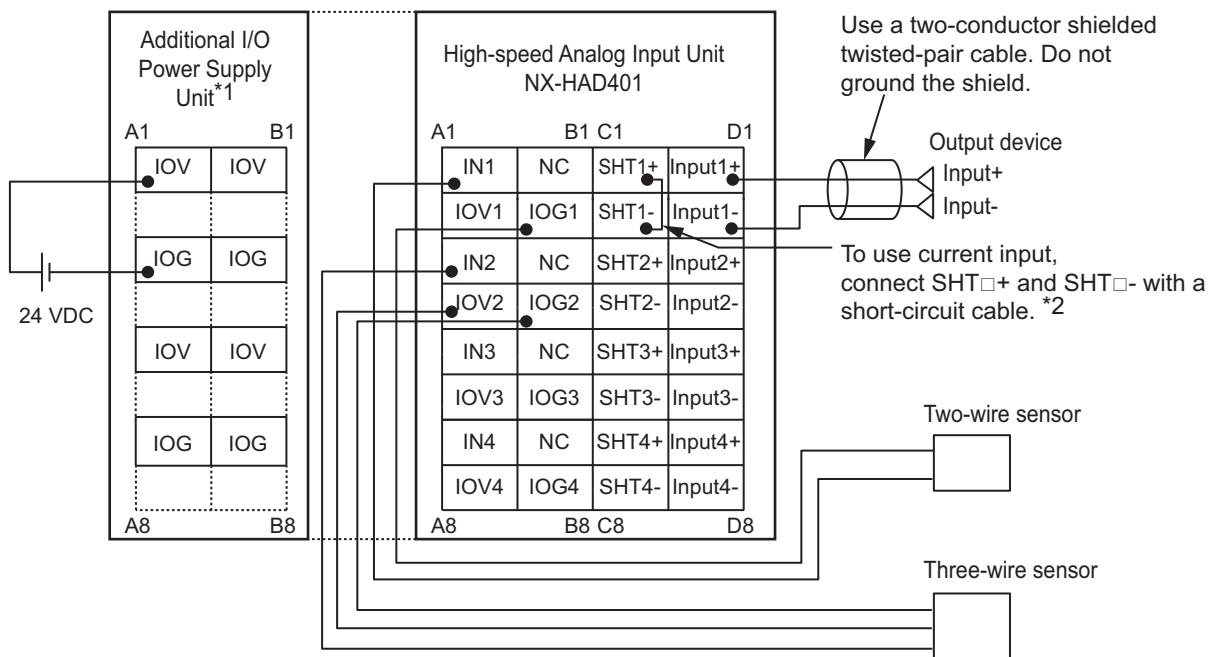 Additional I/O
Power Supply
Unit*1
A1 B1
IOV IOV
IOG IOG
IOV IOV
IOG IOG
A8 B8
24 VDC
High-speed Analog Input Unit
NX-HAD401
A1 B1 C1 D1
IN1 NC SHT1+ Input1+
IOV1 IOG1 SHT1- Input1-
IN2 NC SHT2+ Input2+
IOV2 IOG2 SHT2- Input2-
IN3 NC SHT3+ Input3+
IOV3 IOG3 SHT3- Input3-
IN4 NC SHT4+ Input4+
IOV4 IOG4 SHT4- Input4-
A8 B8 C8 D8
Use a two-conductor shielded
twisted-pair cable. Do not
ground the shield.
Output device
Input+
Input-
To use current input,
connect SHT□+ and SHT□- with a
short-circuit cable. *2
Two-wire sensor
Three-wire sensor